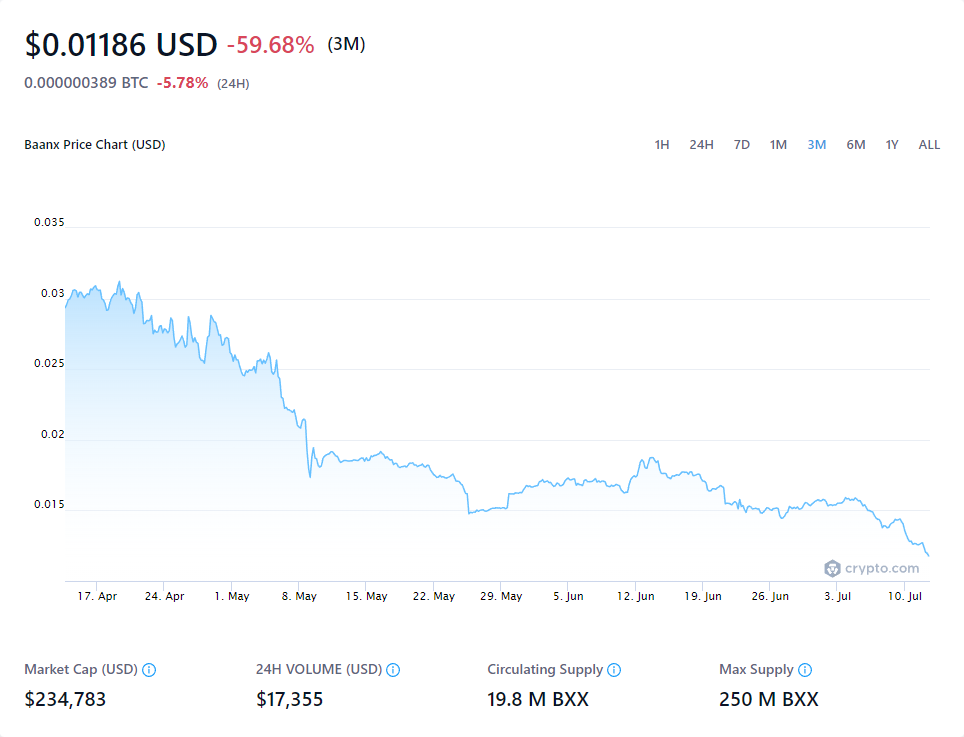 $0.01186 USD -59.68% (3M)
0.000000389 BTC -5.78% (24H)
Baanx Price Chart (USD) 1H 24H 7D 1M 3M 6M 1Y ALL
0.035
0.03
0.025
0.02
0.015
crypto.com
17. Apr 24. Apr 1. May 8. May 15. May 22. May 29. May 5. Jun 12. Jun 19. Jun 26. Jun 3. Jul 10. Jul
Market Cap (USD) 24H VOLUME (USD) Circulating Supply Max Supply
$234,783 $17,355 19.8 M BXX 250 M BXX